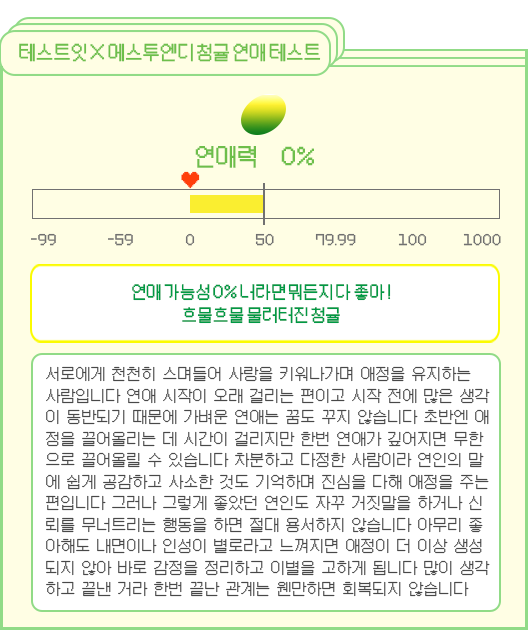 테스트잇 X 메스투엔디 청귤 연애 테스트
연애력 0%
-99 -59 0 50 79.99 100 1000
연애 가능성 0% 너라면 뭐든지 다 좋아!
흐물흐물 물러터진 청귤
서로에게 천천히 스며들어 사랑을 키워나가며 애정을 유지하는
사람입니다 연애 시작이 오래 걸리는 편이고 시작 전에 많은 생각
이 동반되기 때문에 가벼운 연애는 꿈도 꾸지 않습니다 초반엔 애
정을 끌어올리는 데 시간이 걸리지만 한번 연애가 깊어지면 무한
으로 끌어올릴 수 있습니다 차분하고 다정한 사람이라 연인의 말
에 쉽게 공감하고 사소한 것도 기억하며 진심을 다해 애정을 주는
편입니다 그러나 그렇게 좋았던 연인도 자꾸 거짓말을 하거나 신
뢰를 무너트리는 행동을 하면 절대 용서하지 않습니다 아무리 좋
아해도 내면이나 인성이 별로라고 느껴지면 애정이 더 이상 생성
되지 않아 바로 감정을 정리하고 이별을 고하게 됩니다 많이 생각
하고 끝낸 거라 한번 끝난 관계는 웬만하면 회복되지 않습니다